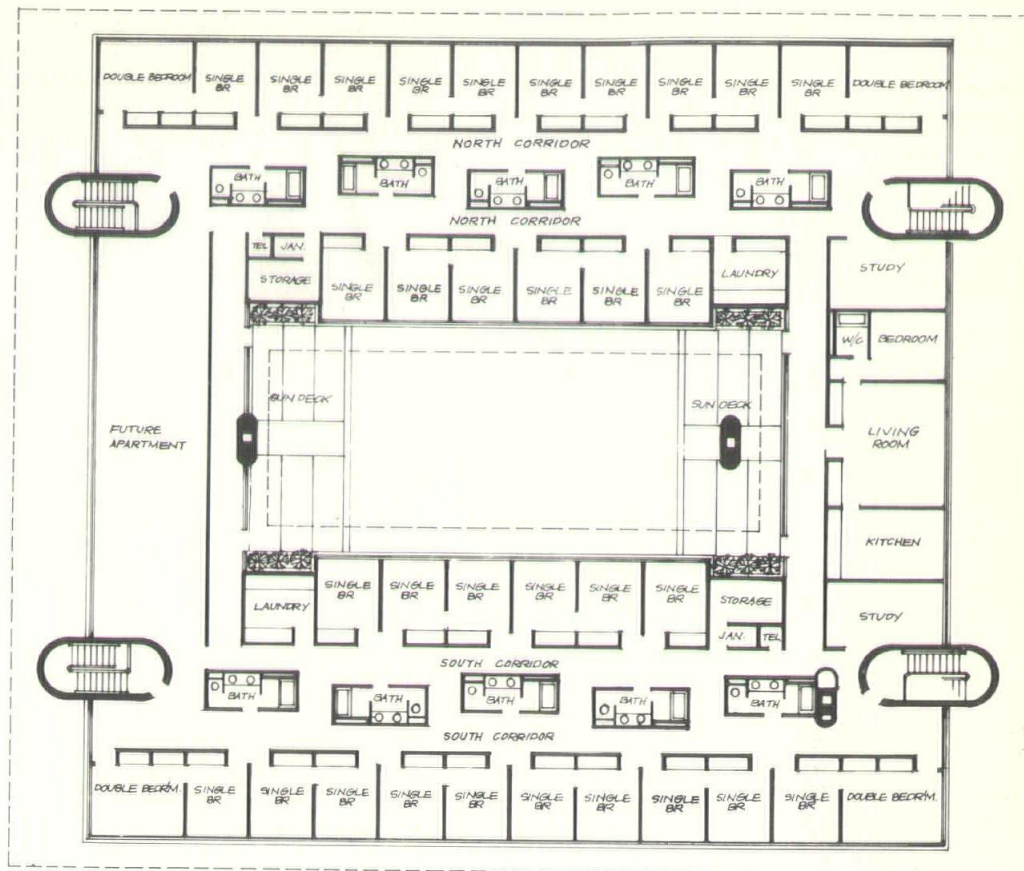 DOUBLE BEDROOM
SINGLE
BR
SINGLE
BR
SINGLE
BR
SINGLE
BR
SINGLE
BR
SINGLE
BR
SINGLE
BR
SINGLE
BR
SINGLE
BR
SINGLE
BR
DOUBLE BEDROOM
NORTH CORRIDOR
BATH
BATH
BATH
BATH
BATH
NORTH CORRIDOR
TEL
JAN.
STORAGE
SINGLE
BR
SINGLE
BR
SINGLE
BR
SINGLE
BR
SINGLE
BR
SINGLE
BR
LAUNDRY
STUDY
W/C
BEDROOM
SUN DECK
SUN DECK
FUTURE
APARTMENT
LIVING
ROOM
KITCHEN
LAUNDRY
SINGLE
BR
SINGLE
BR
SINGLE
BR
SINGLE
BR
SINGLE
BR
SINGLE
BR
STORAGE
JAN.
TEL
STUDY
SOUTH CORRIDOR
BATH
BATH
BATH
BATH
BATH
SOUTH CORRIDOR
DOUBLE BEDR'M.
SINGLE
BR
SINGLE
BR
SINGLE
BR
SINGLE
BR
SINGLE
BR
SINGLE
BR
SINGLE
BR
SINGLE
BR
SINGLE
BR
SINGLE
BR
DOUBLE BEDR'M.